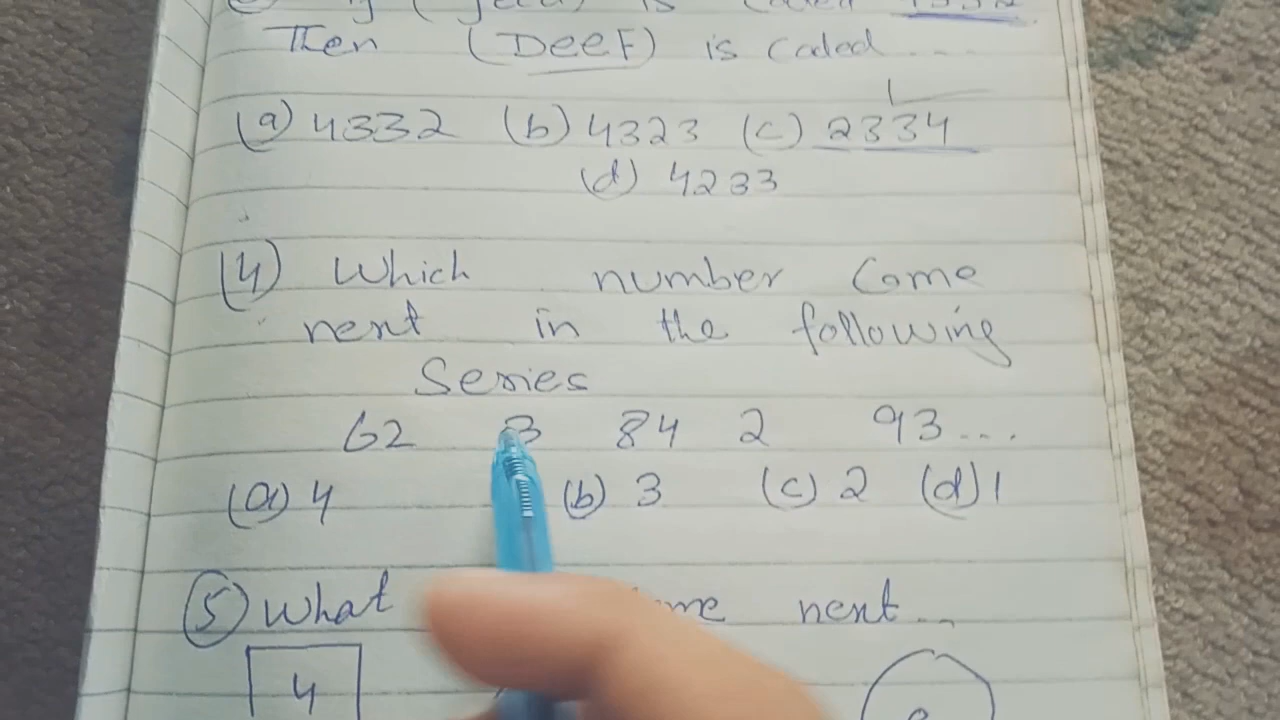 Then (DeeF) is Coded ....
(a) 4332 (b) 4323 (c) 2334
(d) 4233
(4) Which number Come
next in the following
Series
62 3 84 2 93...
(a) 4 (b) 3 (c) 2 (d) 1
(5) What next...
4